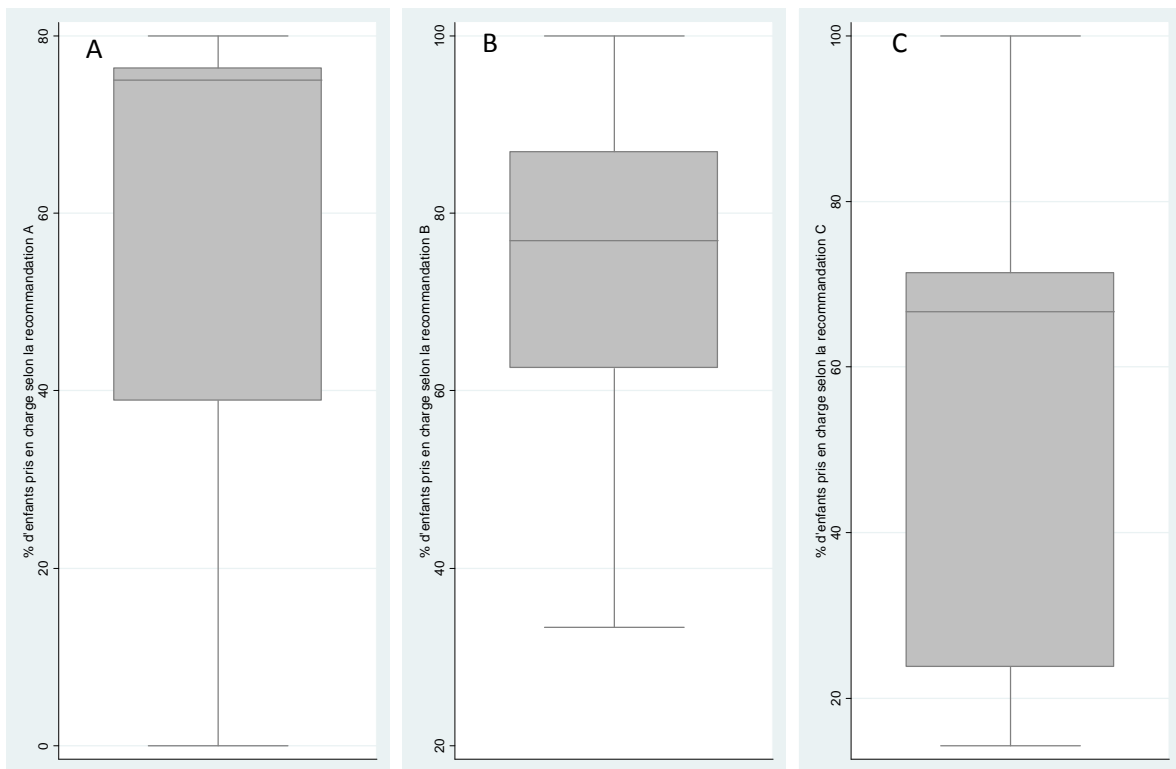 A
% d'enfants pris en charge selon la recommandation A
80
60
40
20
0
B
% d'enfants pris en charge selon la recommandation B
100
80
60
40
20
C
% d'enfants pris en charge selon la recommandation C
100
80
60
40
20